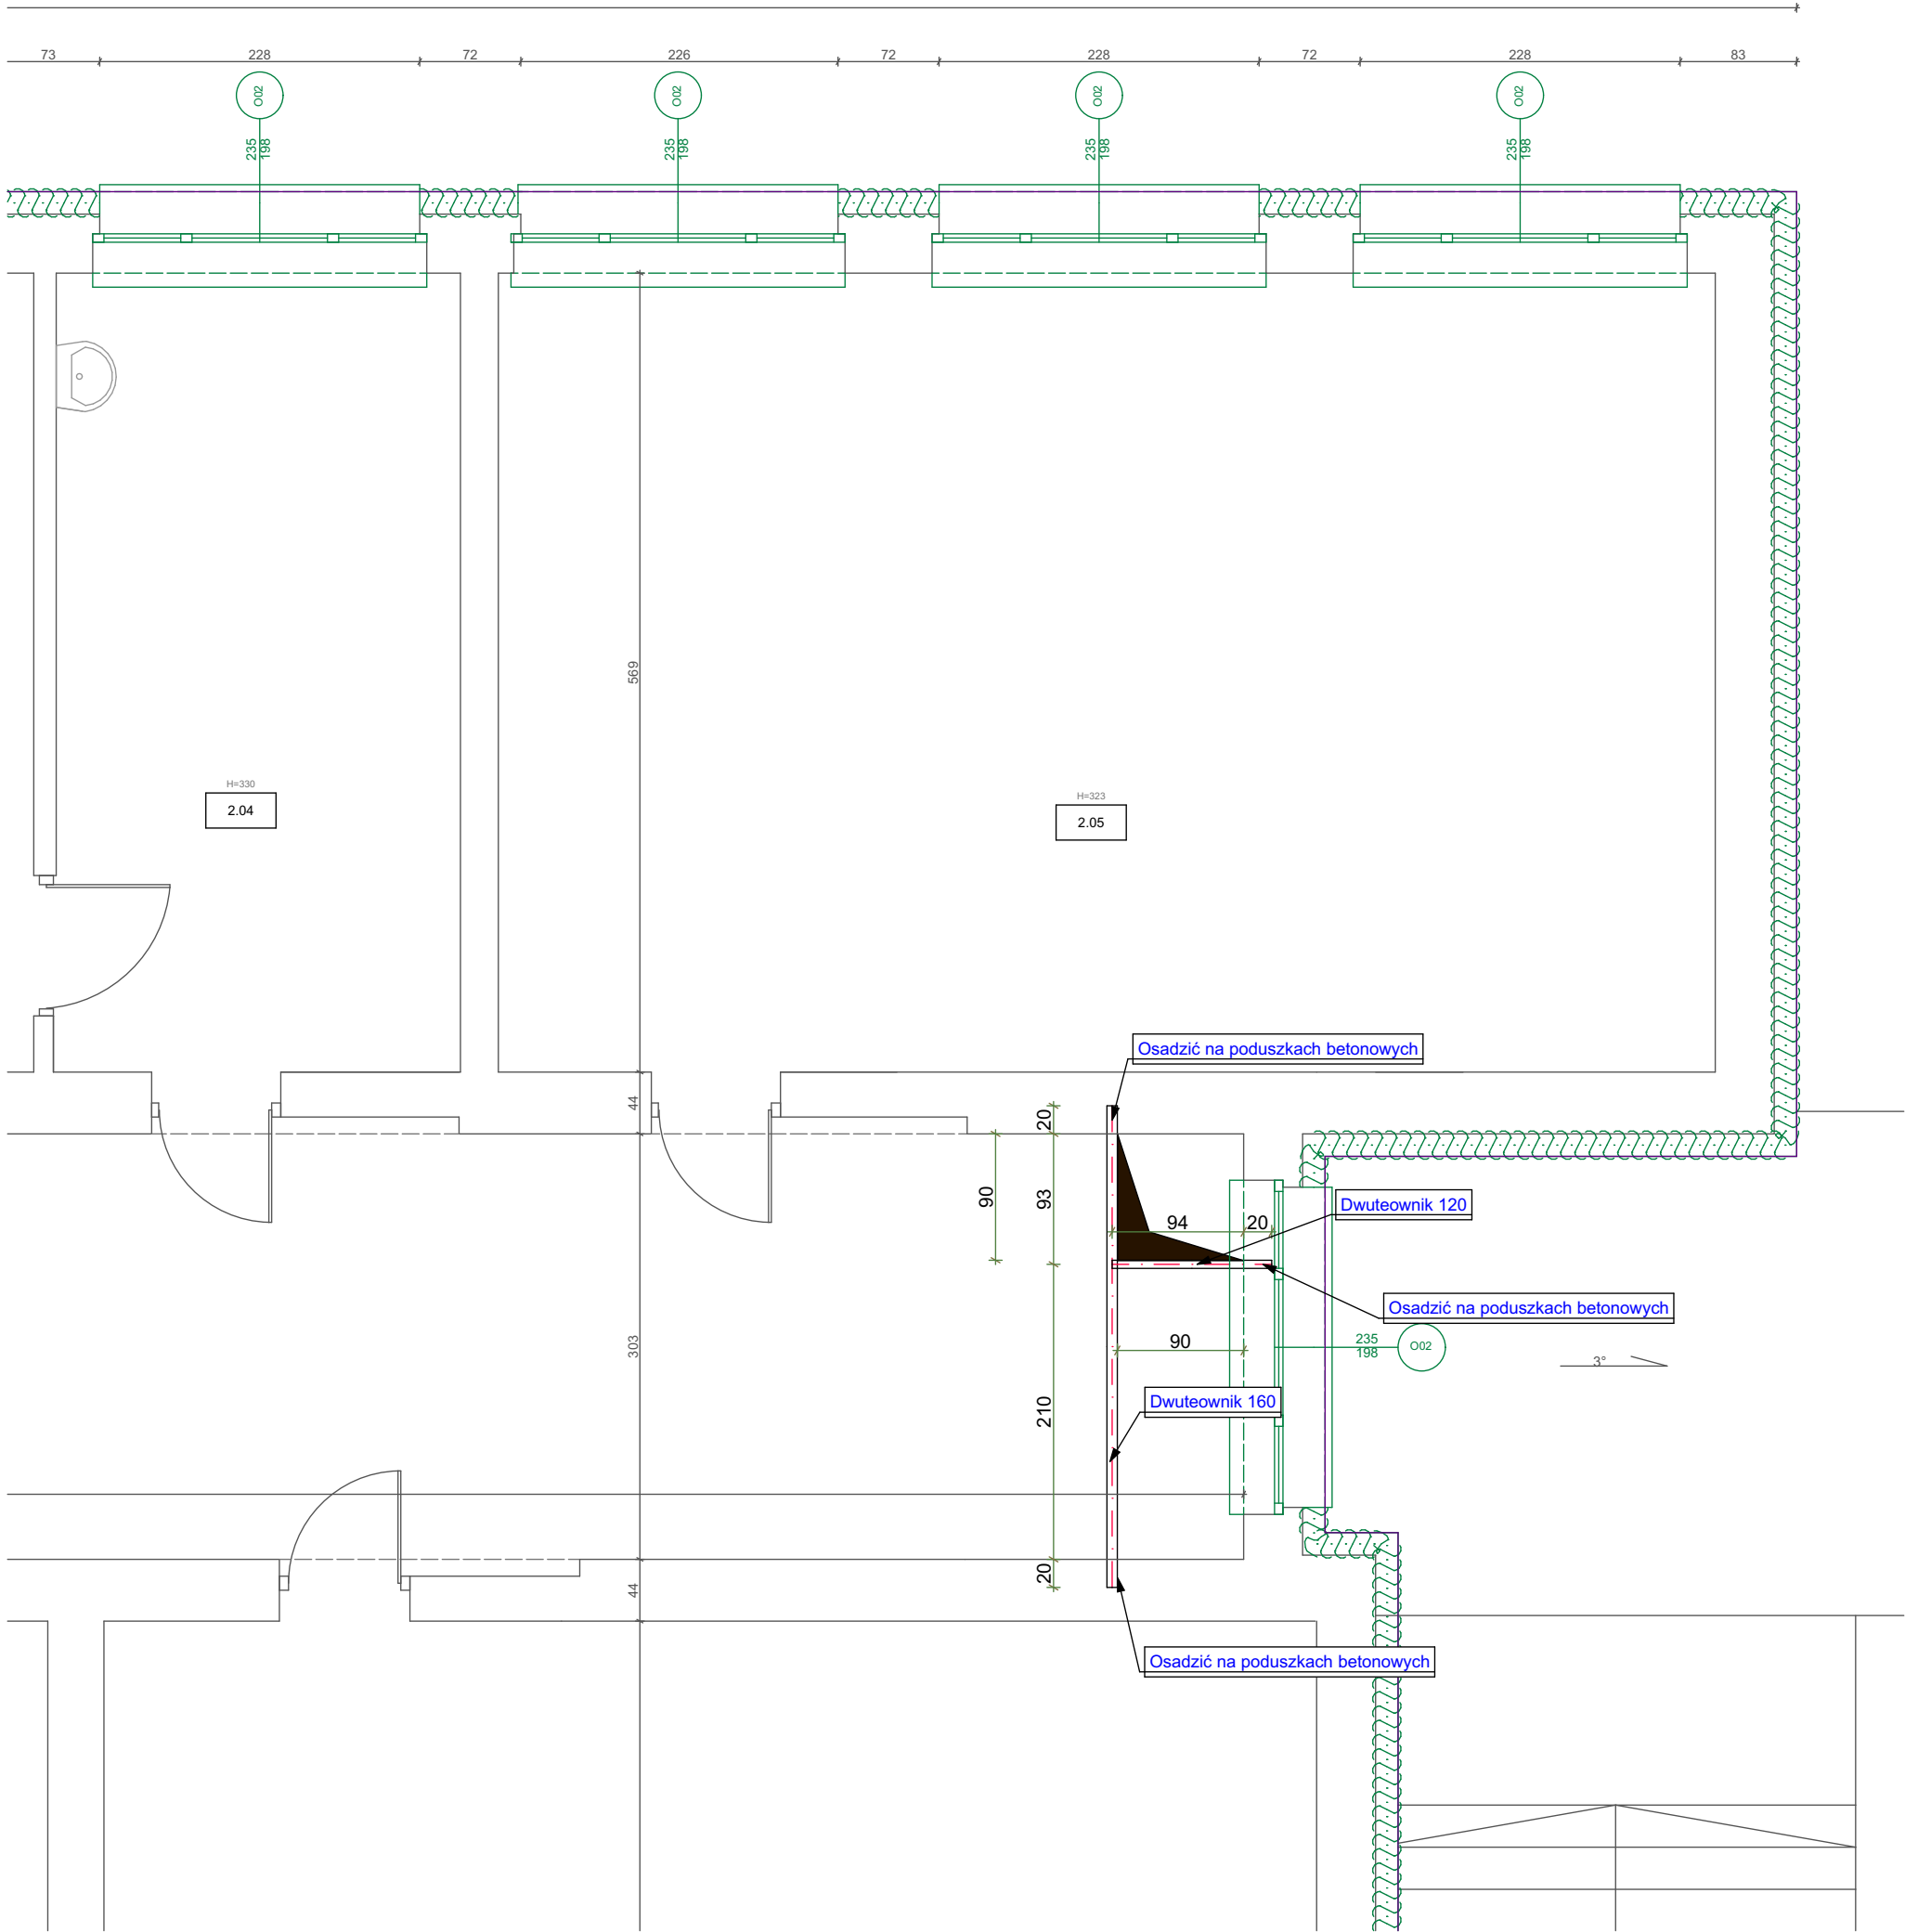 73
228
72
226
72
228
72
228
83
O02
O02
O02
O02
235
198
235
198
235
198
235
198
569
H=330
2.04
H=323
2.05
Osadzić na poduszkach betonowych
44
20
90
93
94
20
Dwuteownik 120
Osadzić na poduszkach betonowych
90
235
198
O02
303
3°
Dwuteownik 160
210
20
44
Osadzić na poduszkach betonowych